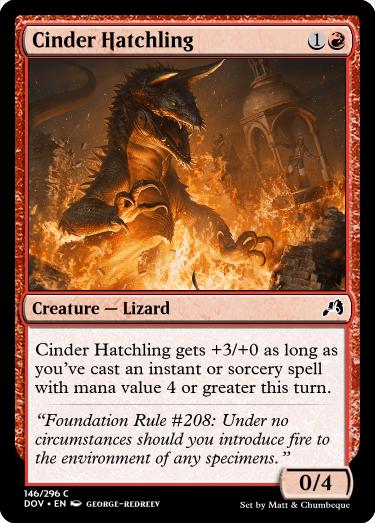 Cinder Hatchling 1
Creature — Lizard
Cinder Hatchling gets +3/+0 as long as
you've cast an instant or sorcery spell
with mana value 4 or greater this turn.
“Foundation Rule #208: Under no
circumstances should you introduce fire to
the environment of any specimens.”
0/4
146/296 C
DOV • EN GEORGE-REDREEV
Set by Matt & Chumbeque